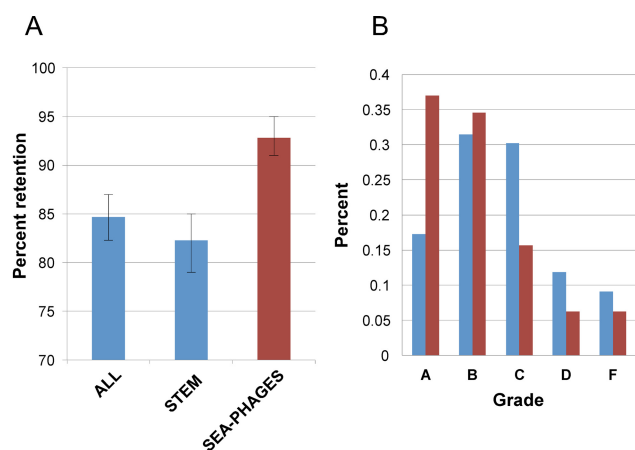 A
Percent retention
100
95
90
85
80
75
70
ALL
STEM
SEA-PHAGES
B
Percent
0.4
0.35
0.3
0.25
0.2
0.15
0.1
0.05
0
A
B
C
D
F
Grade